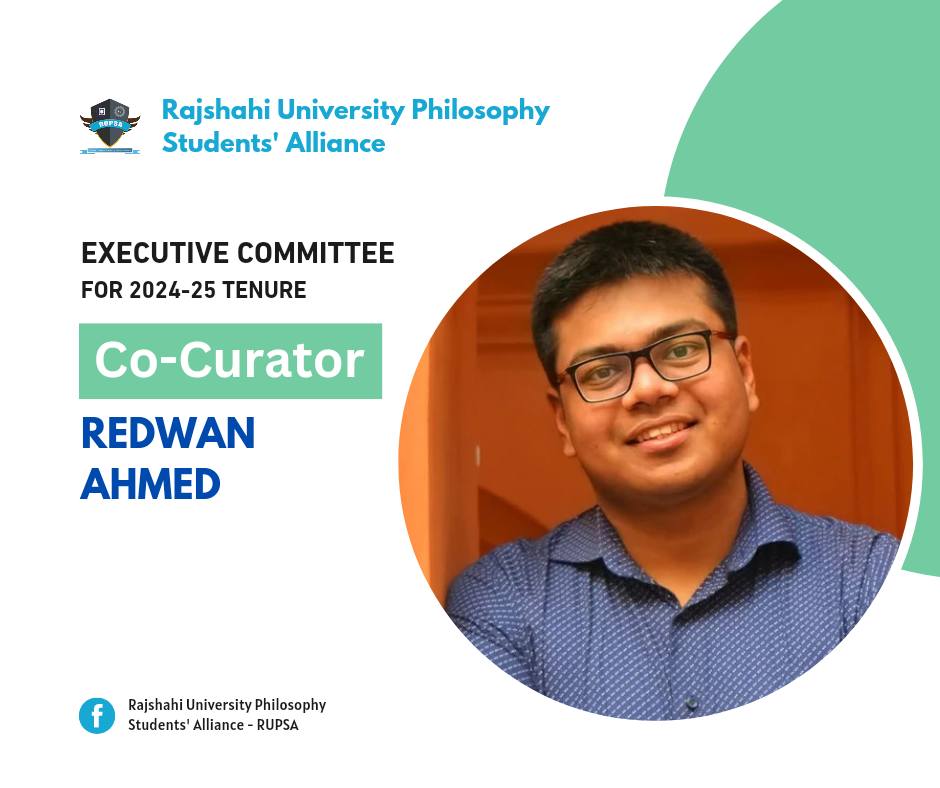 RUPSA
Rajshahi University Philosophy
Students' Alliance
EXECUTIVE COMMITTEE
FOR 2024-25 TENURE
Co-Curator
REDWAN
AHMED
f
Rajshahi University Philosophy
Students' Alliance - RUPSA